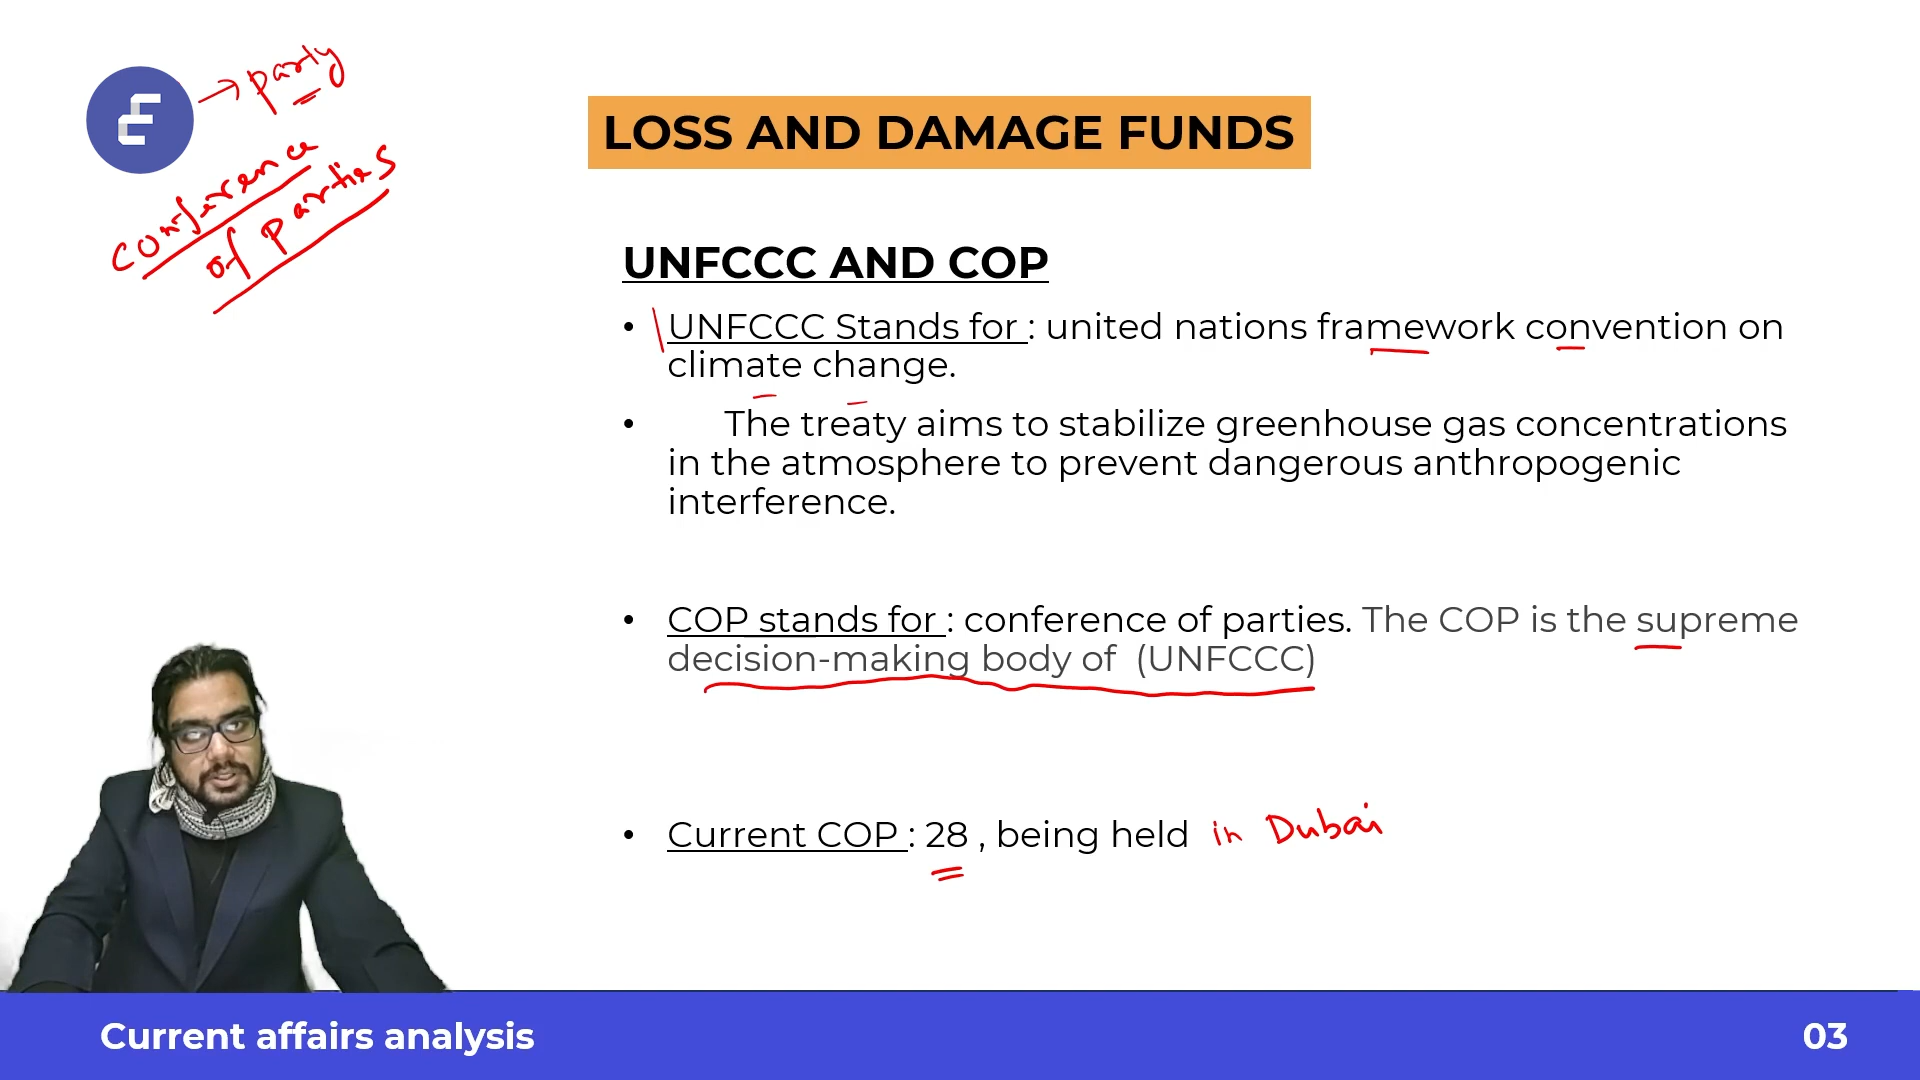 → party
conference
of parties
LOSS AND DAMAGE FUNDS
UNFCCC AND COP
• UNFCCC Stands for : united nations framework convention on
climate change.
• The treaty aims to stabilize greenhouse gas concentrations
in the atmosphere to prevent dangerous anthropogenic
interference.
• COP stands for : conference of parties. The COP is the supreme
decision-making body of (UNFCCC)
• Current COP : 28 , being held in Dubai
Current affairs analysis
03